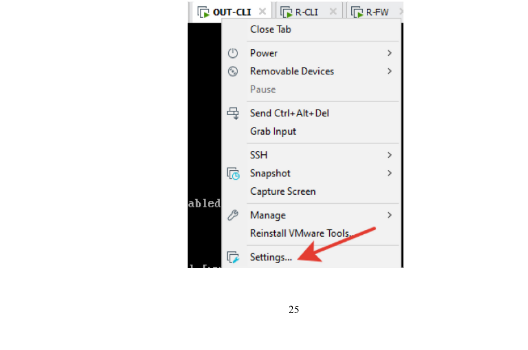 OUT-CLI × R-CLI × R-FW ×
Close Tab
Power
Removable Devices
Pause
Send Ctrl+Alt+Del
Grab Input
SSH
Snapshot
Capture Screen
abled
Manage
Reinstall VMware Tools...
Settings...
25